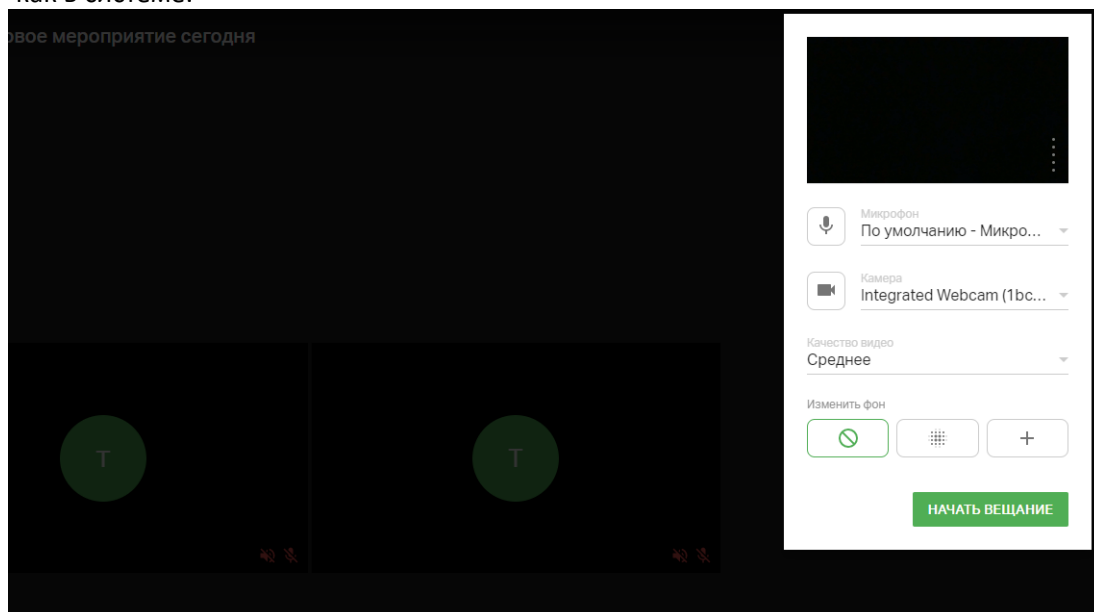 как в системе.
овое мероприятие сегодня
Микрофон
По умолчанию - Микро...
Камера
Integrated Webcam (1bc...
Качество видео
Среднее
Изменить фон
T
T
НАЧАТЬ ВЕЩАНИЕ